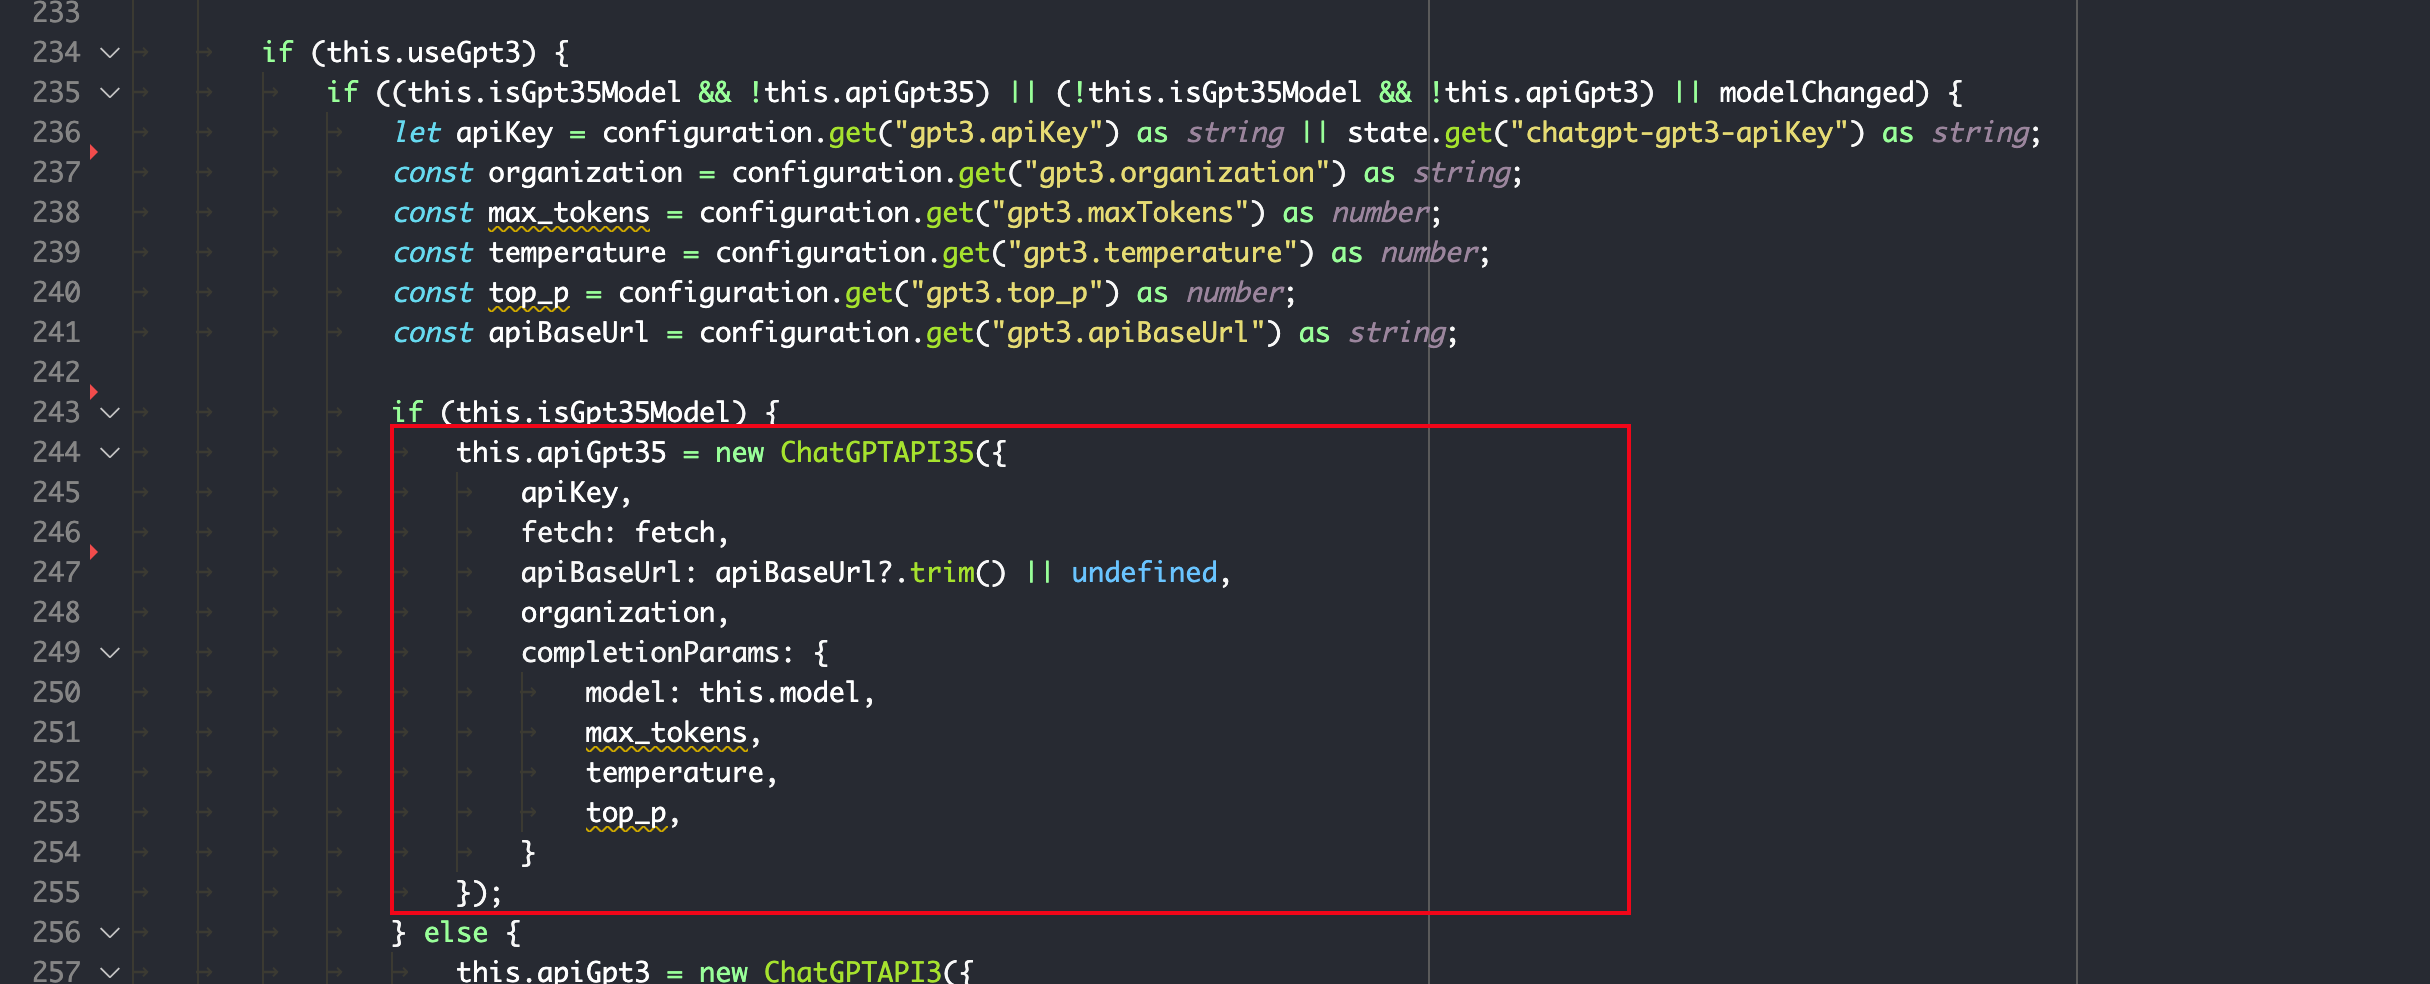 233
234 if (this.useGpt3) {
235 if ((this.isGpt35Model && !this.apiGpt35) || (!this.isGpt35Model && !this.apiGpt3) || modelChanged) {
236 let apiKey = configuration.get("gpt3.apiKey") as string || state.get("chatgpt-gpt3-apiKey") as string;
237 const organization = configuration.get("gpt3.organization") as string;
238 const max_tokens = configuration.get("gpt3.maxTokens") as number;
239 const temperature = configuration.get("gpt3.temperature") as number;
240 const top_p = configuration.get("gpt3.top_p") as number;
241 const apiBaseUrl = configuration.get("gpt3.apiBaseUrl") as string;
242
243 if (this.isGpt35Model) {
244 this.apiGpt35 = new ChatGPTAPI35({
245 apiKey,
246 fetch: fetch,
247 apiBaseUrl: apiBaseUrl?.trim() || undefined,
248 organization,
249 completionParams: {
250 model: this.model,
251 max_tokens,
252 temperature,
253 top_p,
254 }
255 });
256 } else {
257 this.apiGpt3 = new ChatGPTAPI3({